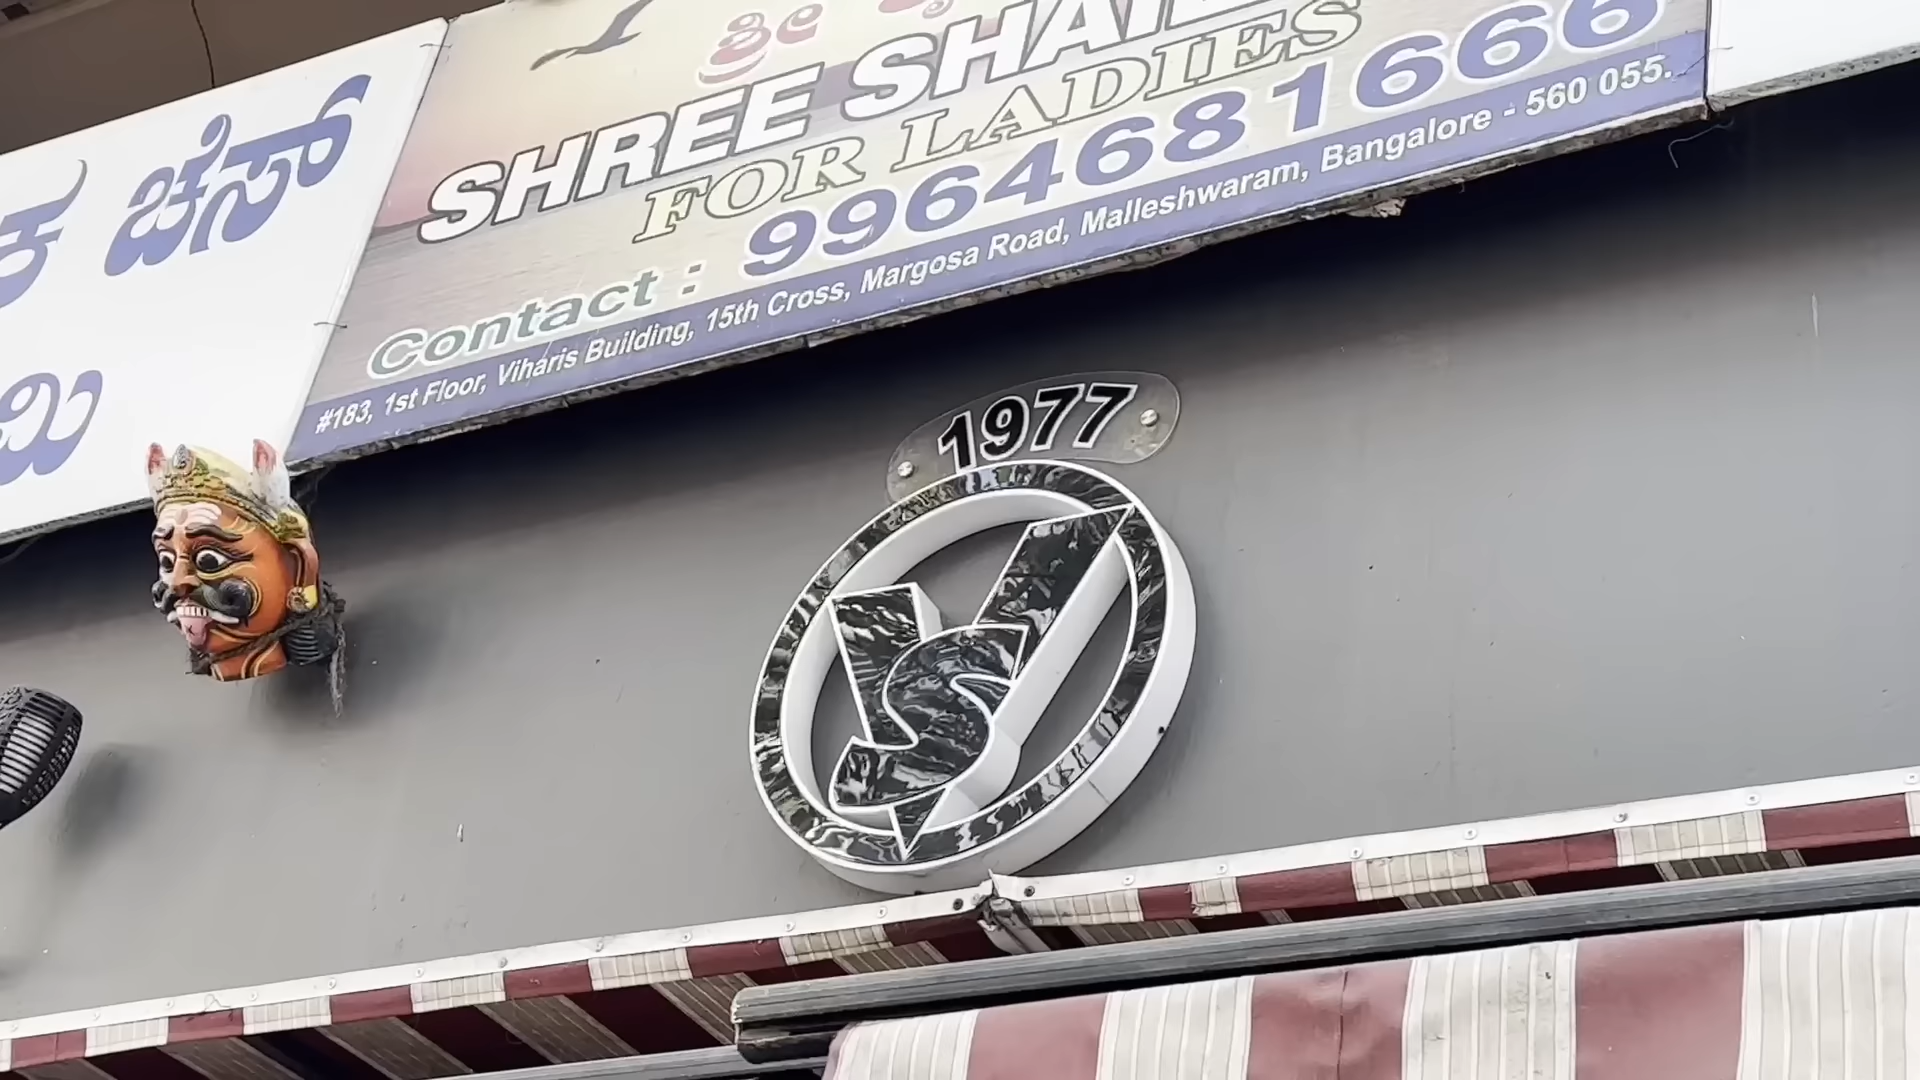 ಚೆಸ್
ಶ್ರೀ
SHREE
FOR LADIES
Contact : 9964681666
#183, 1st Floor, Viharis Building, 15th Cross, Margosa Road, Malleshwaram, Bangalore - 560 055.
1977
VS